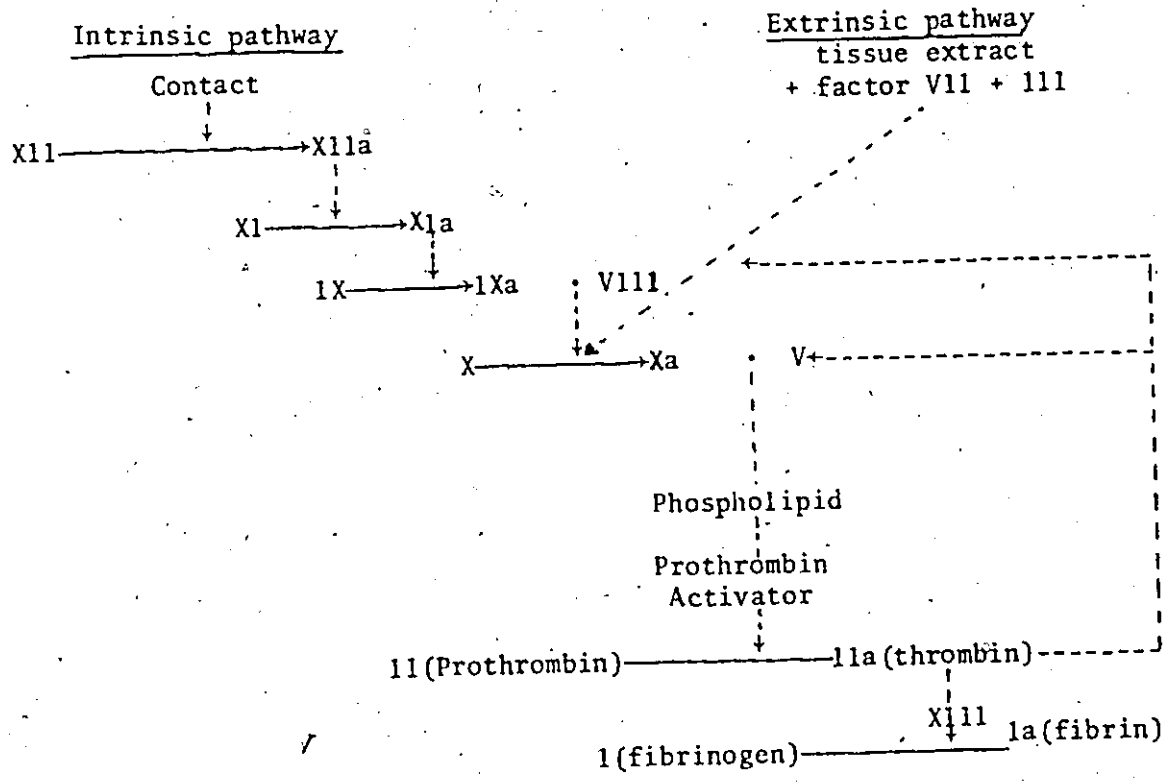 Intrinsic pathway
Extrinsic pathway
tissue extract
+ factor V11 + 111
Contact
X11
X11a
X1
X1a
1X
1Xa
V111
X
Xa
V
Phospholipid
Prothrombin
Activator
11(Prothrombin)
11a(thrombin)
X111
1(fibrinogen)
1a(fibrin)